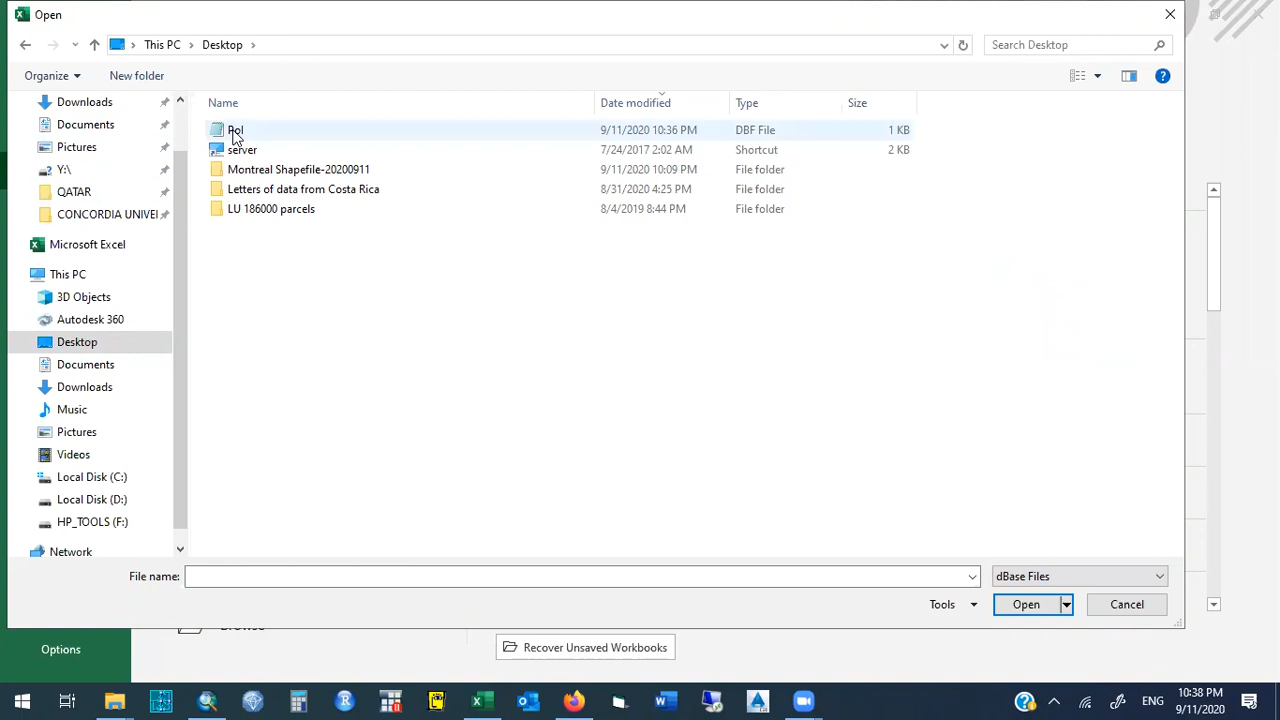 Open
This PC
Desktop
Search Desktop
Organize
New folder
Name
Date modified
Type
Size
Pol
9/11/2020 10:36 PM
DBF File
1 KB
server
7/24/2017 2:02 AM
Shortcut
2 KB
Montreal Shapefile-20200911
9/11/2020 10:09 PM
File folder
Letters of data from Costa Rica
8/31/2020 4:25 PM
File folder
LU 186000 parcels
8/4/2019 8:44 PM
File folder
Downloads
Documents
Pictures
Y:\
QATAR
CONCORDIA UNIVE
Microsoft Excel
This PC
3D Objects
Autodesk 360
Desktop
Documents
Downloads
Music
Pictures
Videos
Local Disk (C:)
Local Disk (D:)
HP_TOOLS (F:)
Network
File name:
dBase Files
Tools
Open
Cancel
Browse
Options
Recover Unsaved Workbooks
ENG
10:38 PM
9/11/2020